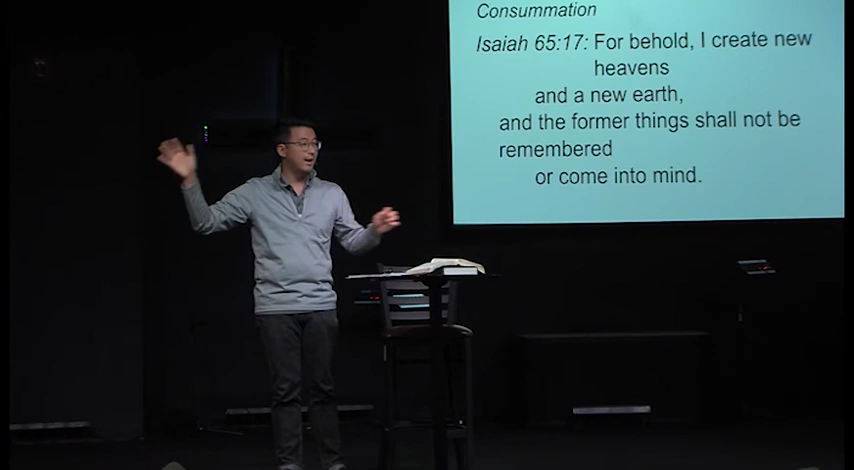 Consummation
Isaiah 65:17: For behold, I create new
heavens
and a new earth,
and the former things shall not be
remembered
or come into mind.